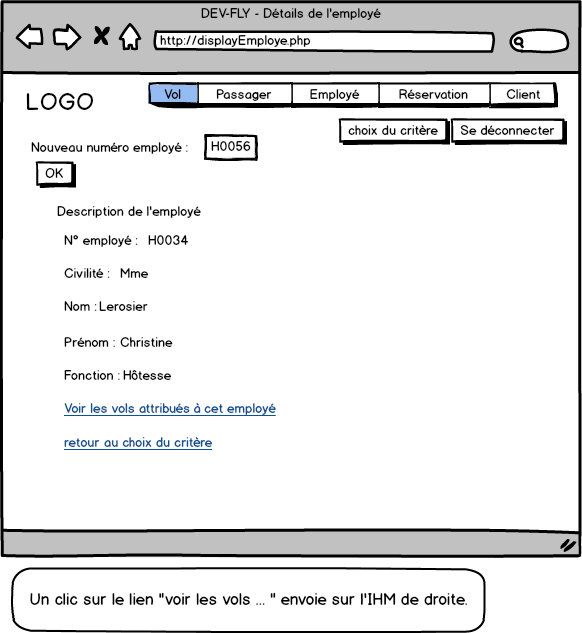 DEV-FLY - Détails de l'employé
http://displayEmploye.php
LOGO
Vol Passager Employé Réservation Client
choix du critère Se déconnecter
Nouveau numéro employé : H0056
OK
Description de l'employé
N° employé : H0034
Civilité : Mme
Nom : Lerosier
Prénom : Christine
Fonction : Hôtesse
Voir les vols attribués à cet employé
retour au choix du critère
Un clic sur le lien "voir les vols ... " envoie sur l'IHM de droite.